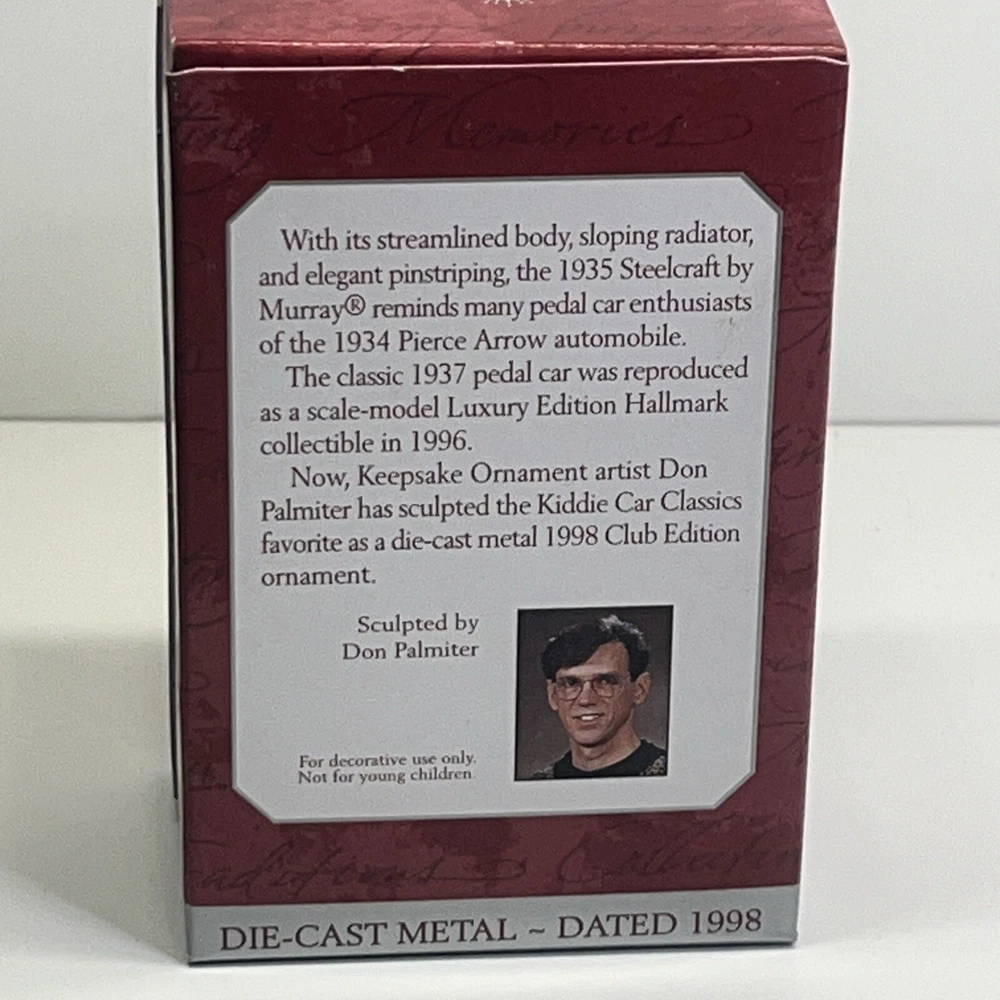 Memories
With its streamlined body, sloping radiator,
and elegant pinstriping, the 1935 Steelcraft by
Murray® reminds many pedal car enthusiasts
of the 1934 Pierce Arrow automobile.
The classic 1937 pedal car was reproduced
as a scale-model Luxury Edition Hallmark
collectible in 1996.
Now, Keepsake Ornament artist Don
Palmiter has sculpted the Kiddie Car Classics
favorite as a die-cast metal 1998 Club Edition
ornament.
Sculpted by
Don Palmiter
For decorative use only.
Not for young children.
DIE-CAST METAL ~ DATED 1998